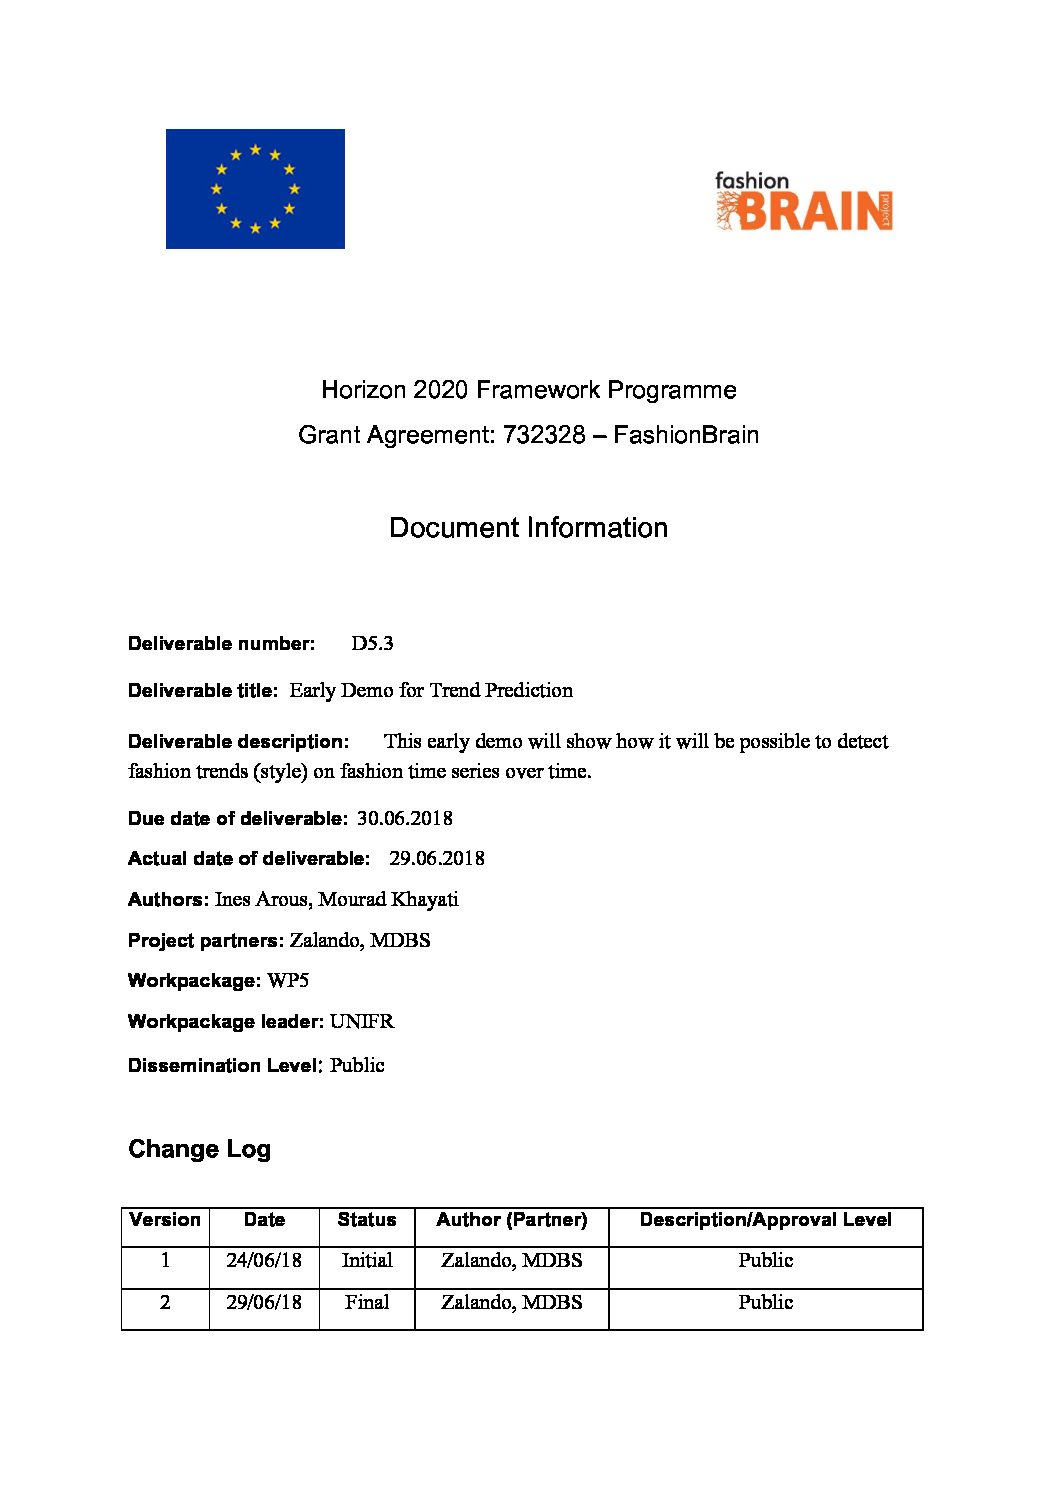 fashion
BRAIN project
Horizon 2020 Framework Programme
Grant Agreement: 732328 – FashionBrain
Document Information
Deliverable number: D5.3
Deliverable title: Early Demo for Trend Prediction
Deliverable description: This early demo will show how it will be possible to detect
fashion trends (style) on fashion time series over time.
Due date of deliverable: 30.06.2018
Actual date of deliverable: 29.06.2018
Authors: Ines Arous, Mourad Khayati
Project partners: Zalando, MDBS
Workpackage: WP5
Workpackage leader: UNIFR
Dissemination Level: Public
Change Log
Version Date Status Author (Partner) Description/Approval Level
1 24/06/18 Initial Zalando, MDBS Public
2 29/06/18 Final Zalando, MDBS Public